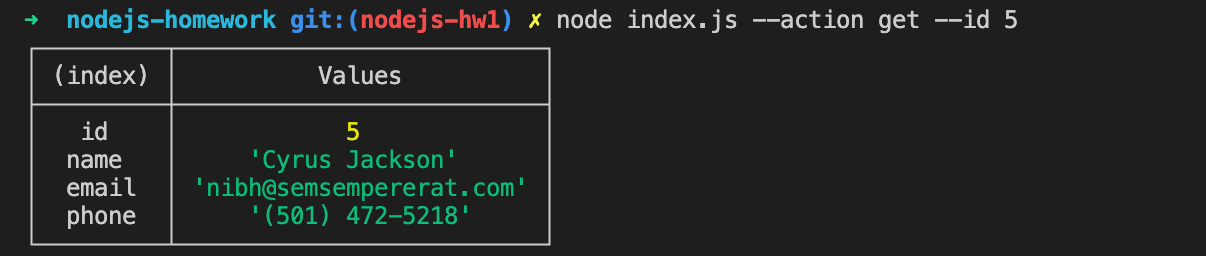 ➜ nodejs-homework git:(nodejs-hw1) ✗ node index.js --action get --id 5
(index) Values
id 5
name 'Cyrus Jackson'
email 'nibh@semsempererat.com'
phone '(501) 472-5218'